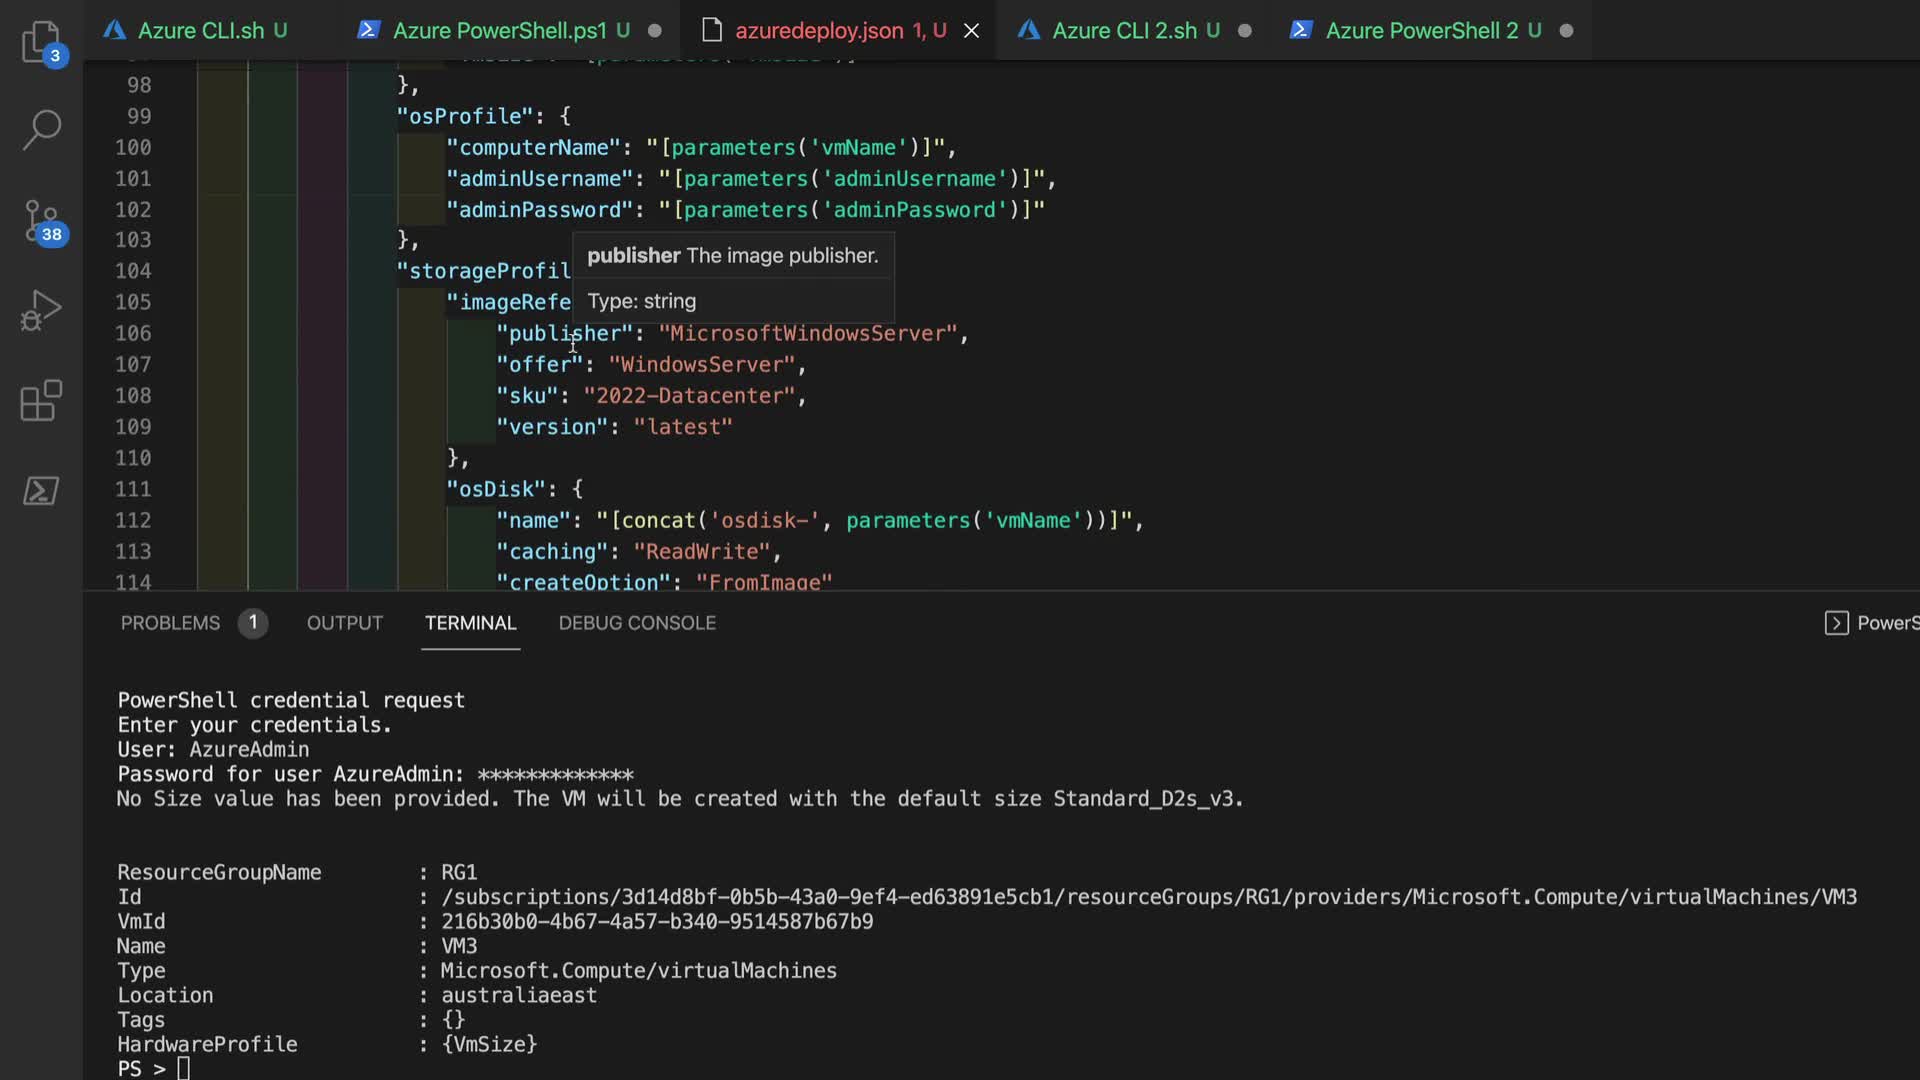 Azure CLI.sh U
Azure PowerShell.ps1 U
azuredeploy.json 1, U
Azure CLI 2.sh U
Azure PowerShell 2 U
3
38
98 },
99 "osProfile": {
100 "computerName": "[parameters('vmName')]",
101 "adminUsername": "[parameters('adminUsername')]",
102 "adminPassword": "[parameters('adminPassword')]"
103 },
publisher The image publisher.
104 "storageProfil
105 "imageRefe
Type: string
106 "publisher": "MicrosoftWindowsServer",
107 "offer": "WindowsServer",
108 "sku": "2022-Datacenter",
109 "version": "latest"
110 },
111 "osDisk": {
112 "name": "[concat('osdisk-', parameters('vmName'))]",
113 "caching": "ReadWrite",
114 "createOption": "FromImage"
PROBLEMS 1 OUTPUT TERMINAL DEBUG CONSOLE
PowerS
PowerShell credential request
Enter your credentials.
User: AzureAdmin
Password for user AzureAdmin: *************
No Size value has been provided. The VM will be created with the default size Standard_D2s_v3.
ResourceGroupName : RG1
Id : /subscriptions/3d14d8bf-0b5b-43a0-9ef4-ed63891e5cb1/resourceGroups/RG1/providers/Microsoft.Compute/virtualMachines/VM3
VmId : 216b30b0-4b67-4a57-b340-9514587b67b9
Name : VM3
Type : Microsoft.Compute/virtualMachines
Location : australiaeast
Tags : {}
HardwareProfile : {VmSize}
PS >